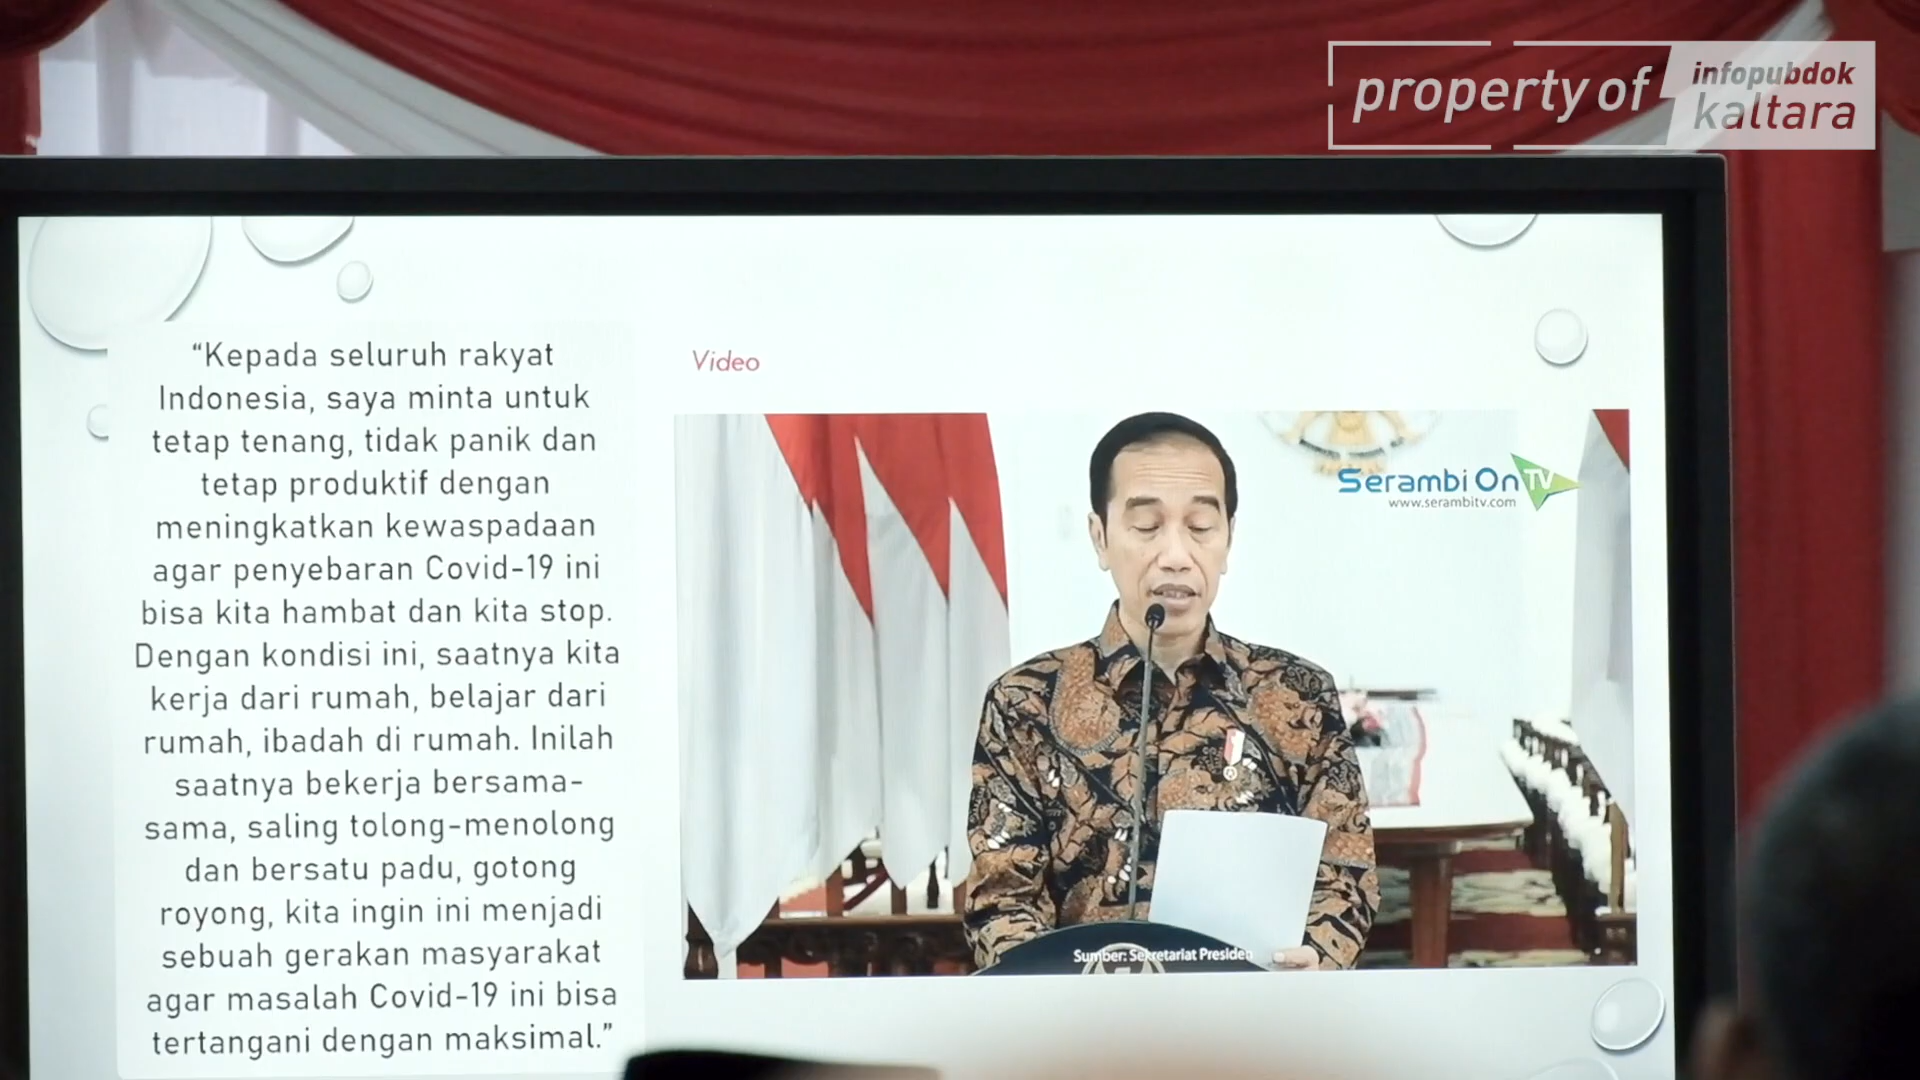 property of
infopubdok
kaltara
“Kepada seluruh rakyat
Indonesia, saya minta untuk
tetap tenang, tidak panik dan
tetap produktif dengan
meningkatkan kewaspadaan
agar penyebaran Covid-19 ini
bisa kita hambat dan kita stop.
Dengan kondisi ini, saatnya kita
kerja dari rumah, belajar dari
rumah, ibadah di rumah. Inilah
saatnya bekerja bersama-
sama, saling tolong-menolong
dan bersatu padu, gotong
royong, kita ingin ini menjadi
sebuah gerakan masyarakat
agar masalah Covid-19 ini bisa
tertangani dengan maksimal.”
Video
Serambi On TV
www.serambitv.com
Sumber: Sekretariat Presiden